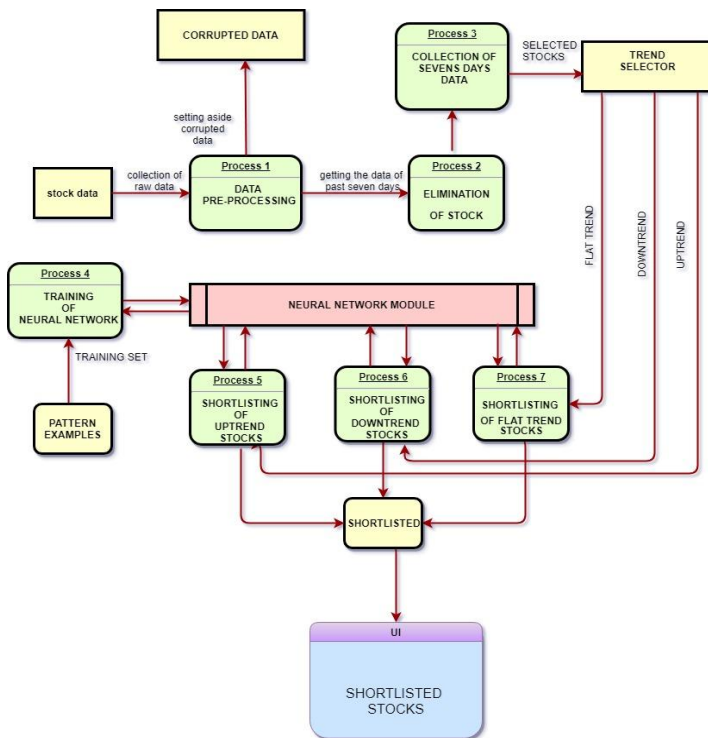 CORRUPTED DATA
Process 3
COLLECTION OF
SEVENS DAYS
DATA
SELECTED
STOCKS
TREND
SELECTOR
setting aside
corrupted
data
stock data
collection of
raw data
Process 1
DATA
PRE-PROCESSING
getting the data of
past seven days
Process 2
ELIMINATION
OF STOCK
FLAT TREND
DOWNTREND
UPTREND
Process 4
TRAINING
OF
NEURAL NETWORK
NEURAL NETWORK MODULE
TRAINING SET
PATTERN
EXAMPLES
Process 5
SHORTLISTING
OF
UPTREND
STOCKS
Process 6
SHORTLISTING
OF
DOWNTREND
STOCKS
Process 7
SHORTLISTING
OF FLAT TREND
STOCKS
SHORTLISTED
UI
SHORTLISTED
STOCKS